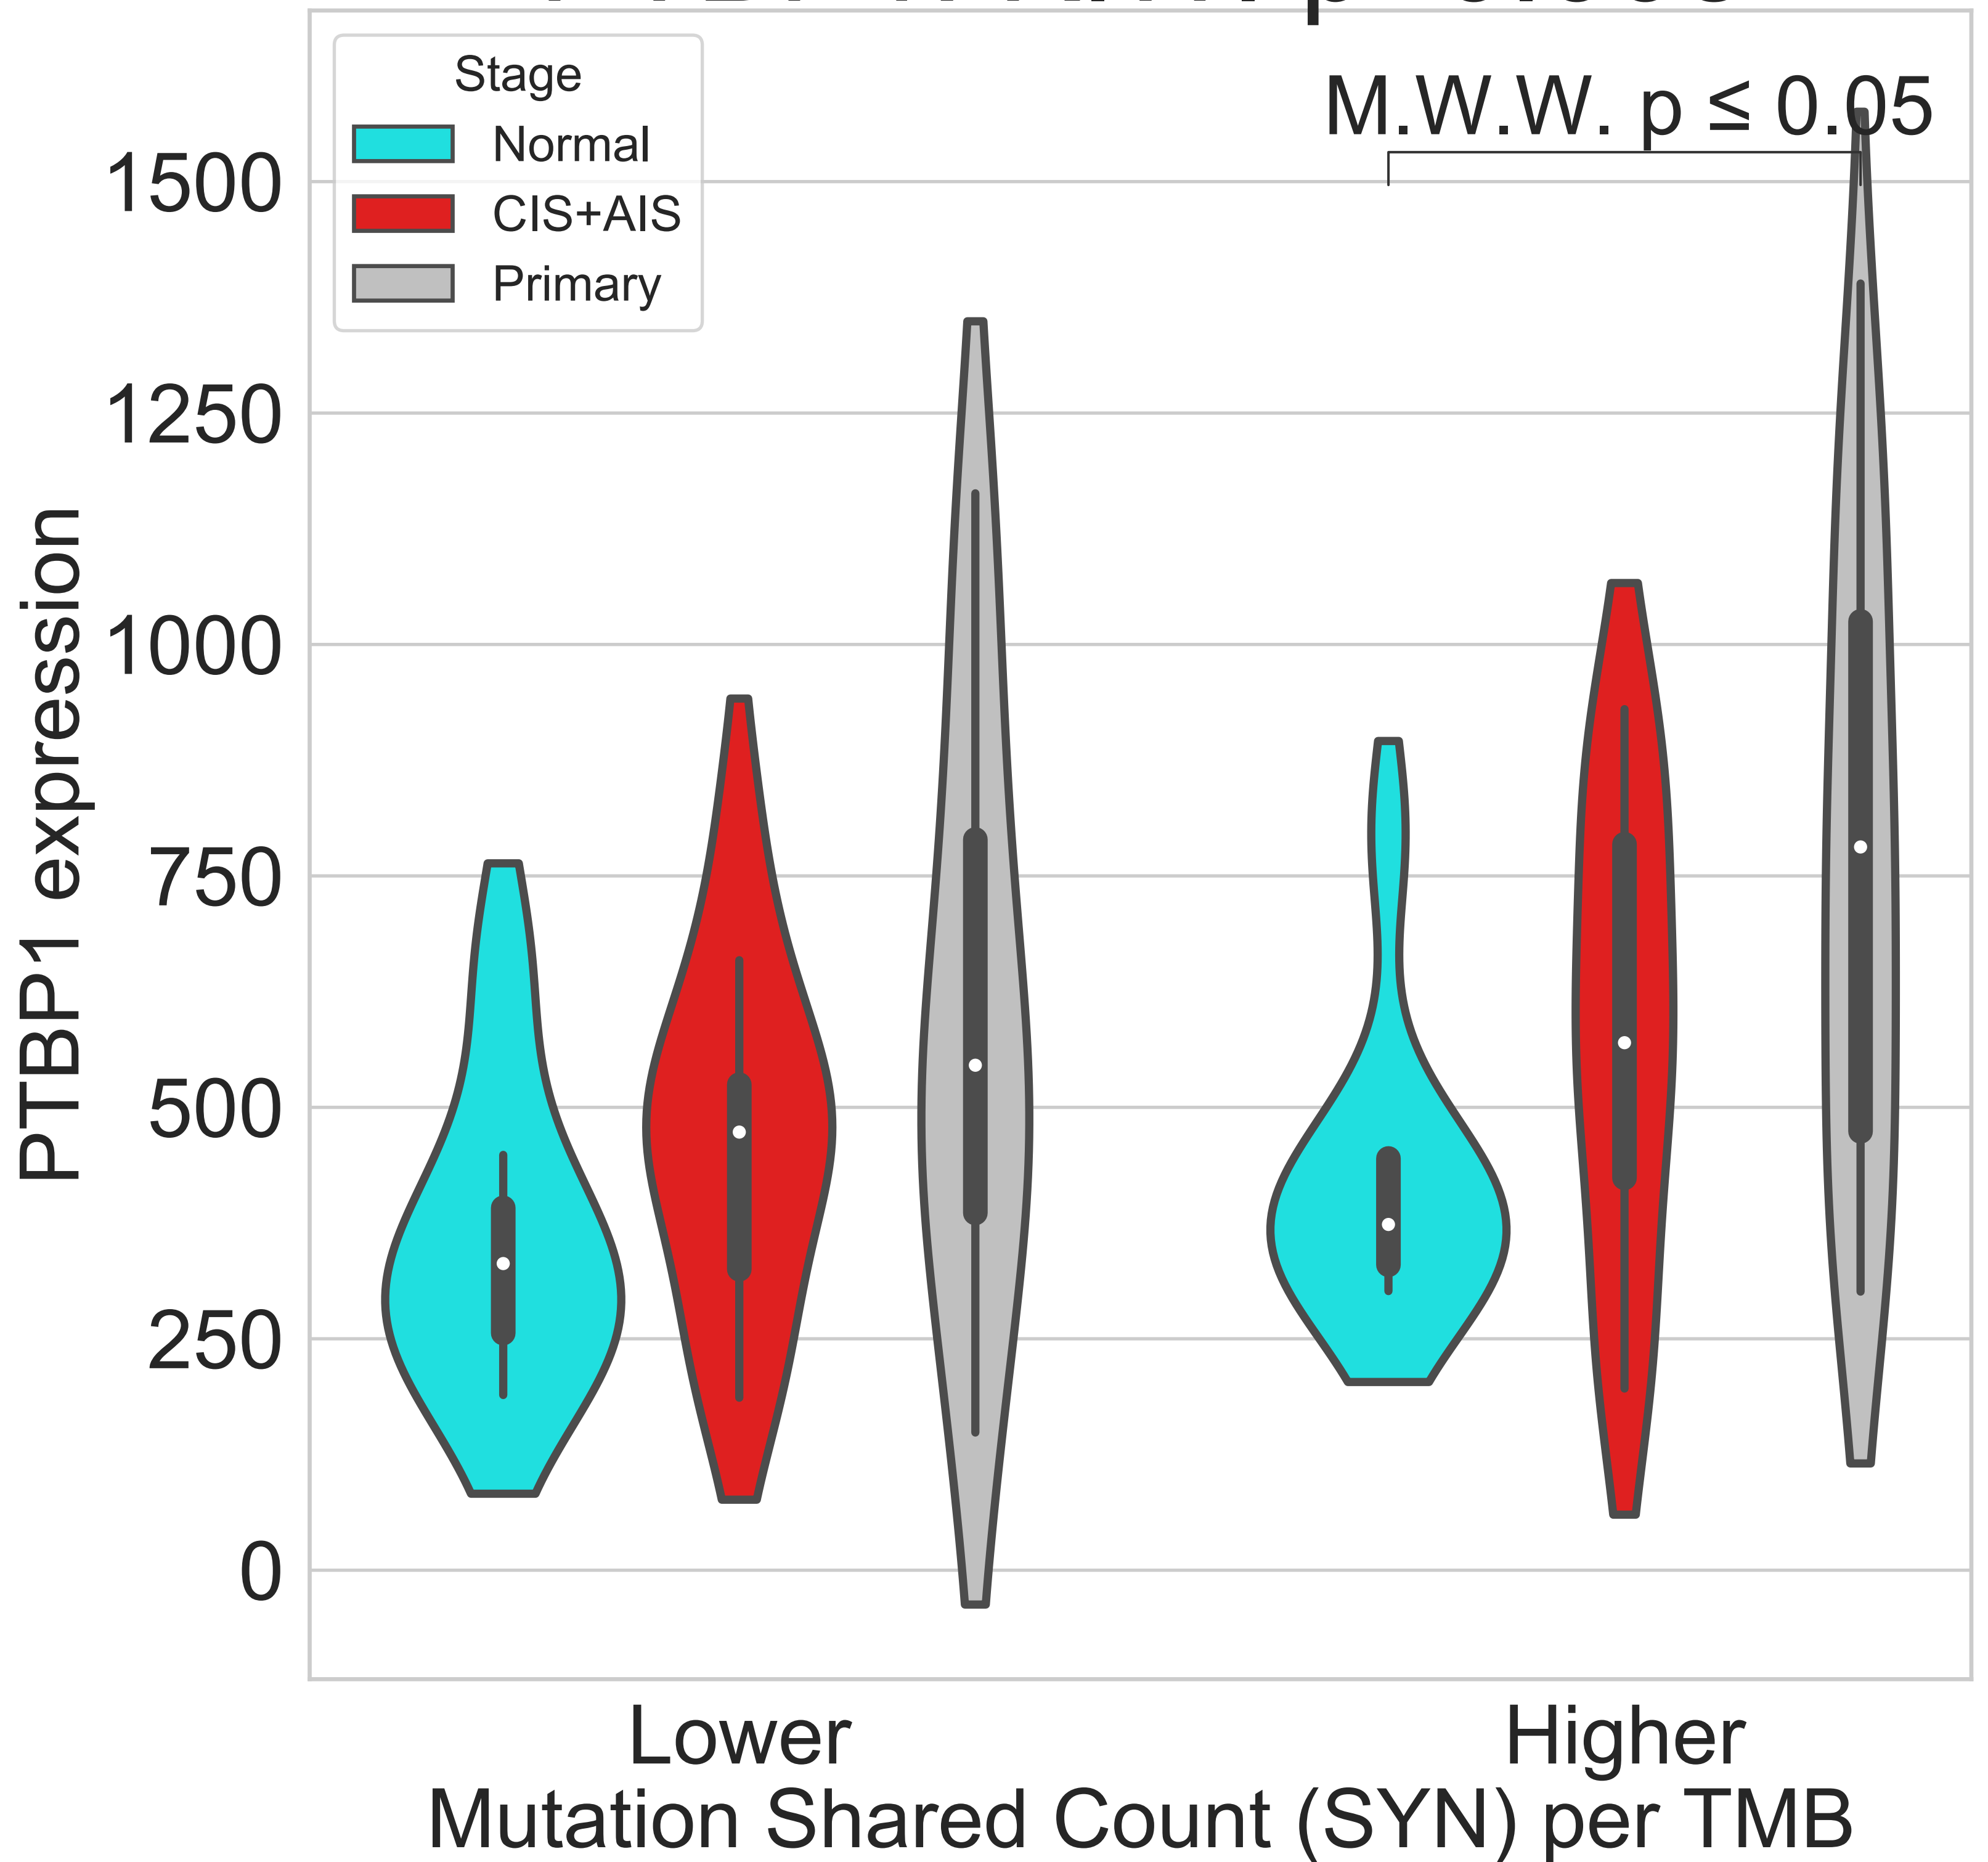 M.W.W. p ≤ 0.05
Stage
Normal
CIS+AIS
Primary
1500
1250
1000
750
500
250
0
PTBP1 expression
Lower
Higher
Mutation Shared Count (SYN) per TMB